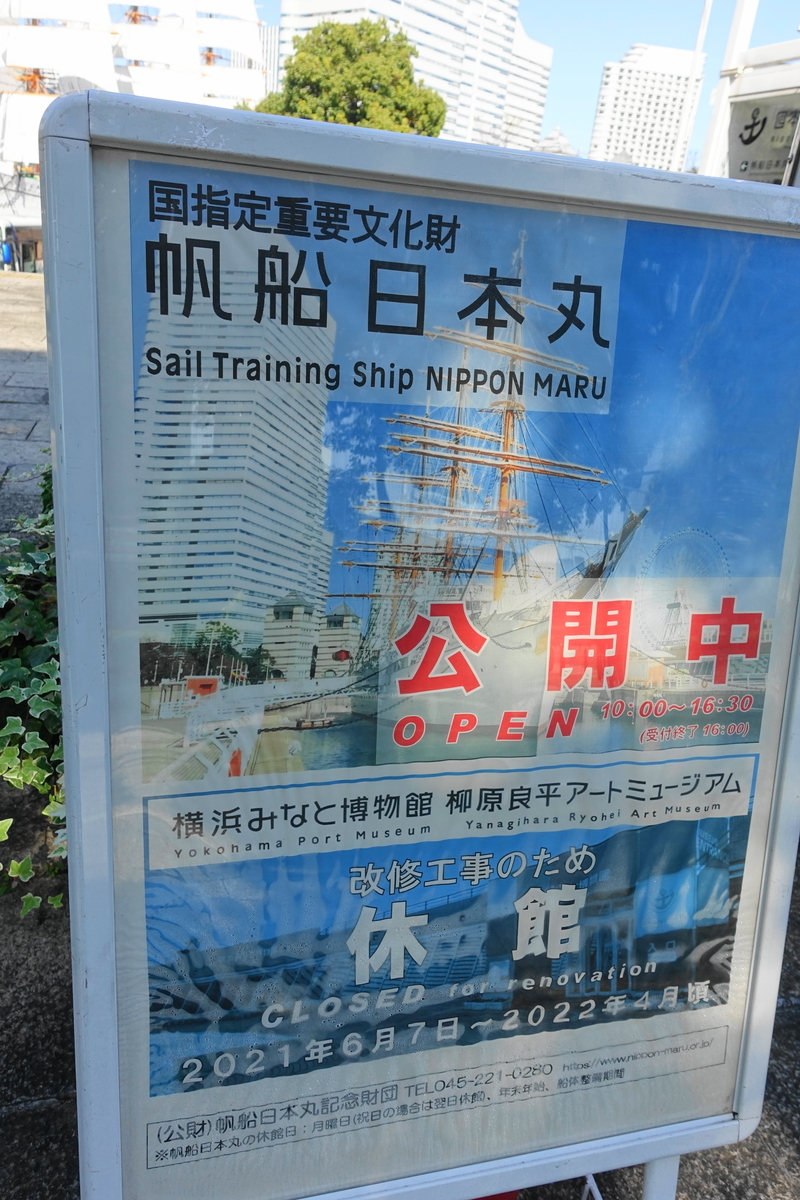 国指定重要文化財
帆船日本丸
Sail Training Ship NIPPON MARU
公開中
OPEN 10:00～16:30
(受付終了 16:00)
横浜みなと博物館 柳原良平アートミュージアム
Yokohama Port Museum Yanagihara Ryohei Art Museum
改修工事のため
休館
入口
CLOSED for renovation
2021年6月7日～2022年4月頃
(公財)帆船日本丸記念財団 TEL045-221-0280 https://www.nippon-maru.or.jp/
※帆船日本丸の休館日：月曜日(祝日の場合は翌日休館)、年末年始、船体整備期間